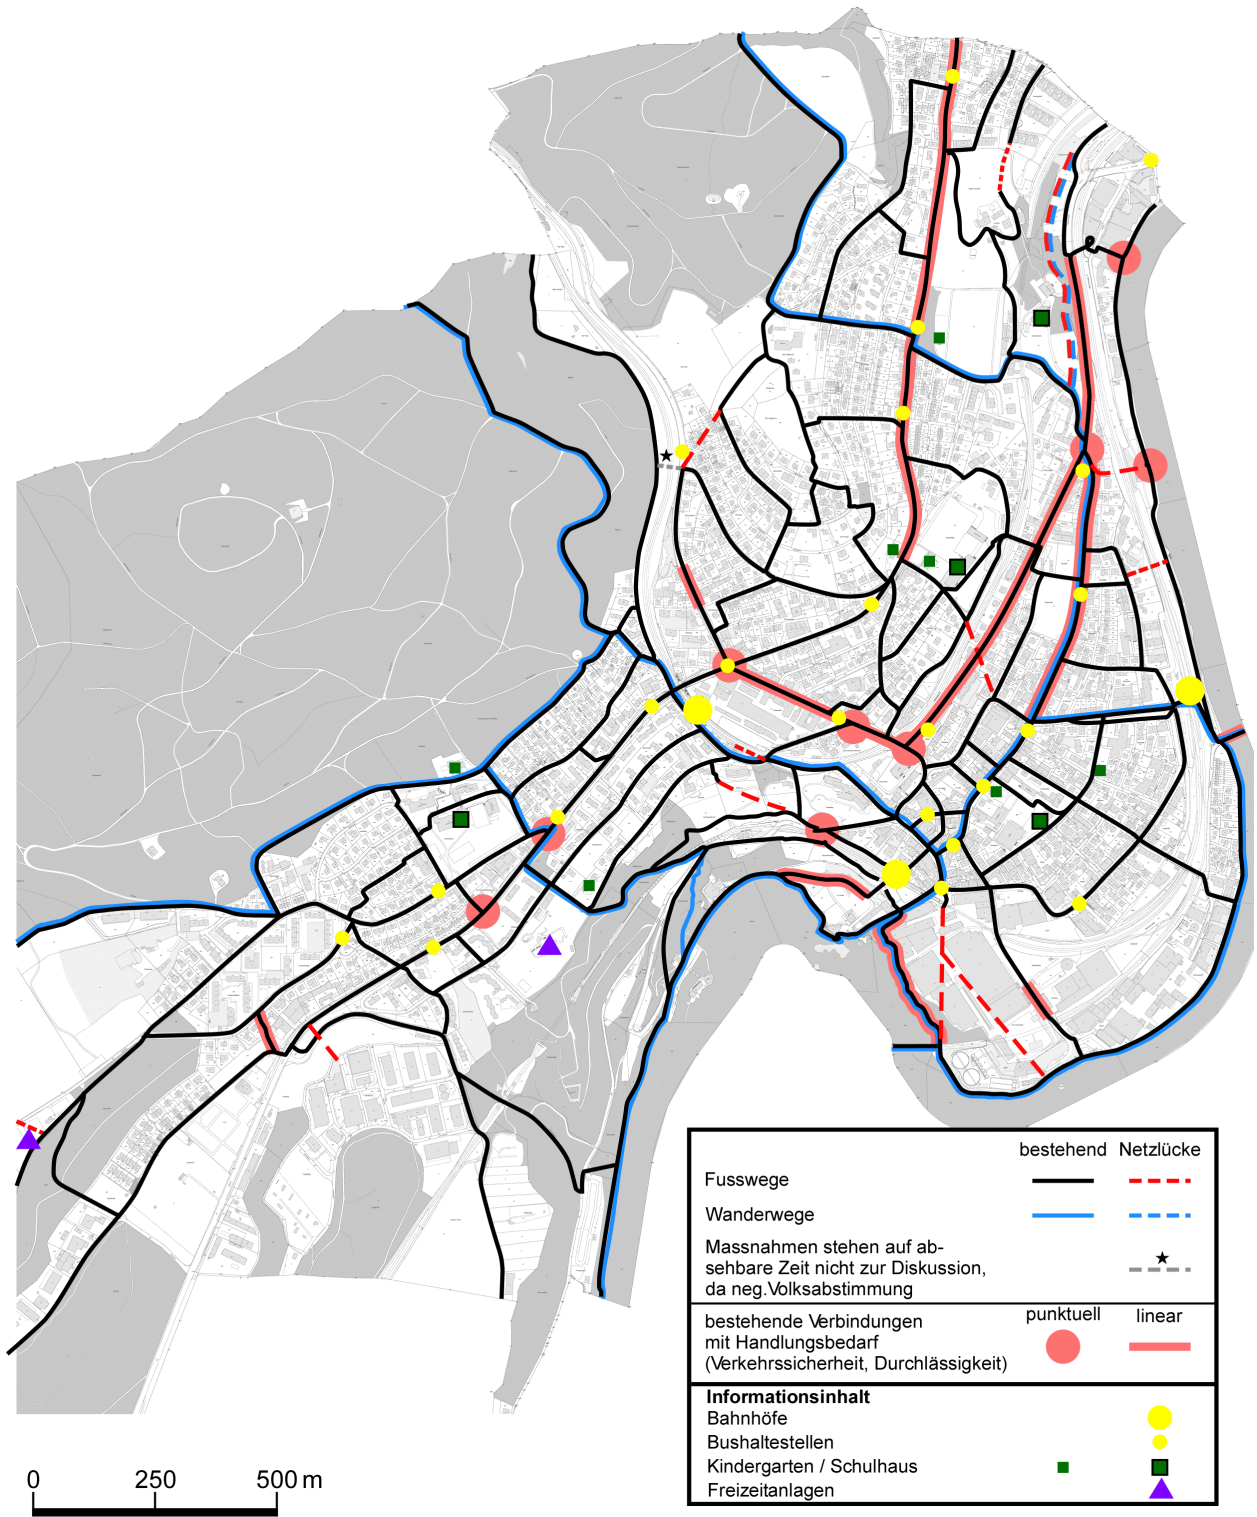 bestehend Netzlücke
Fusswege
Wanderwege
Massnahmen stehen auf ab-
sehbare Zeit nicht zur Diskussion,
da neg.Volksabstimmung
bestehende Verbindungen
mit Handlungsbedarf
(Verkehrssicherheit, Durchlässigkeit)
punktuell linear
Informationsinhalt
Bahnhöfe
Bushaltestellen
Kindergarten / Schulhaus
Freizeitanlagen
0 250 500 m